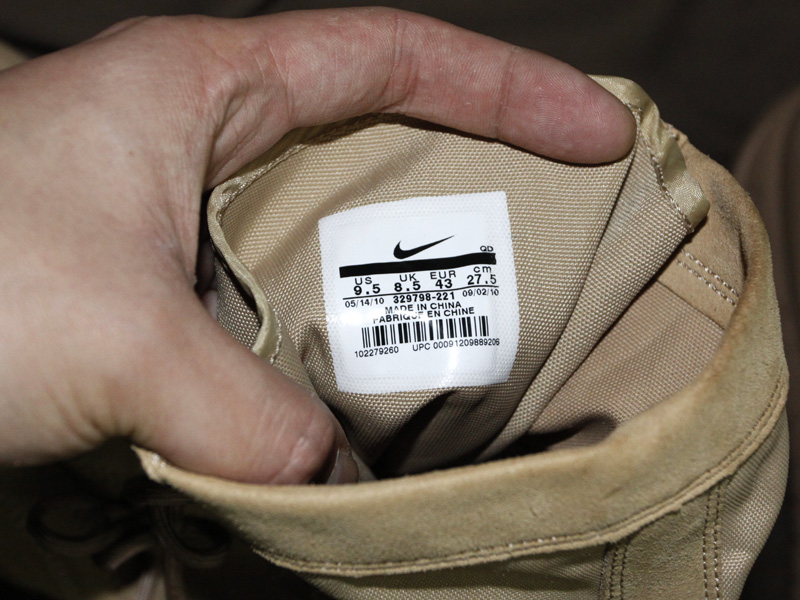 QD
US UK EUR cm
9.5 8.5 43 27.5
05/14/10 329798-221 09/02/10
MADE IN CHINA
FABRIQUE EN CHINE
102279260 UPC 00091209889206